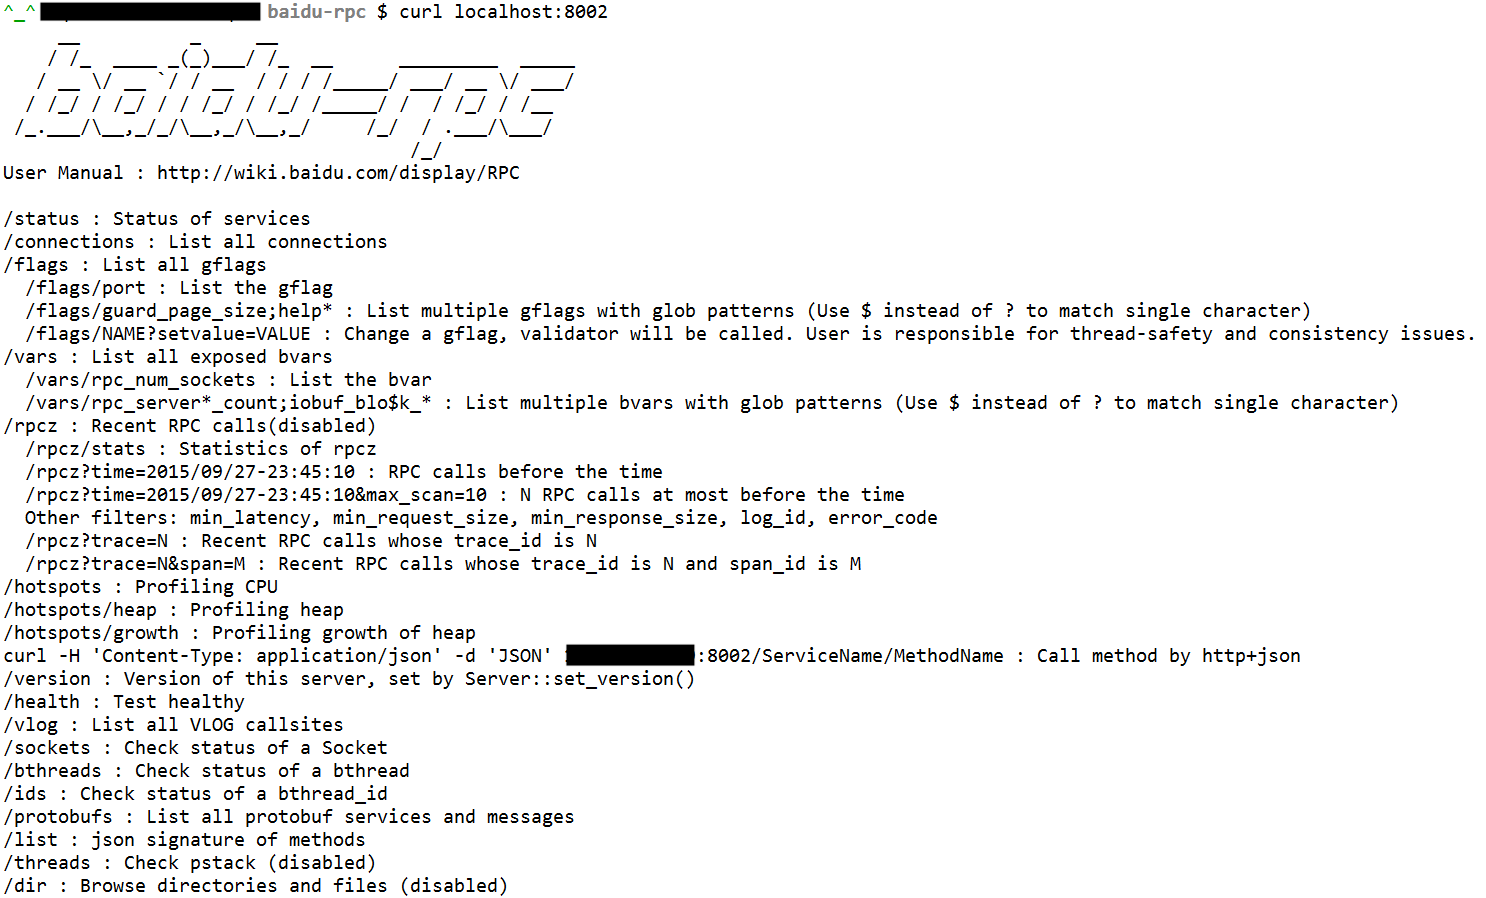 ^_^ baidu-rpc $ curl localhost:8002
baidu-rpc
User Manual : http://wiki.baidu.com/display/RPC
/status : Status of services
/connections : List all connections
/flags : List all gflags
/flags/port : List the gflag
/flags/guard_page_size;help* : List multiple gflags with glob patterns (Use $ instead of ? to match single character)
/flags/NAME?setvalue=VALUE : Change a gflag, validator will be called. User is responsible for thread-safety and consistency issues.
/vars : List all exposed bvars
/vars/rpc_num_sockets : List the bvar
/vars/rpc_server*_count;iobuf_blo$k_* : List multiple bvars with glob patterns (Use $ instead of ? to match single character)
/rpcz : Recent RPC calls(disabled)
/rpcz/stats : Statistics of rpcz
/rpcz?time=2015/09/27-23:45:10 : RPC calls before the time
/rpcz?time=2015/09/27-23:45:10&max_scan=10 : N RPC calls at most before the time
Other filters: min_latency, min_request_size, min_response_size, log_id, error_code
/rpcz?trace=N : Recent RPC calls whose trace_id is N
/rpcz?trace=N&span=M : Recent RPC calls whose trace_id is N and span_id is M
/hotspots : Profiling CPU
/hotspots/heap : Profiling heap
/hotspots/growth : Profiling growth of heap
curl -H 'Content-Type: application/json' -d 'JSON' :8002/ServiceName/MethodName : Call method by http+json
/version : Version of this server, set by Server::set_version()
/health : Test healthy
/vlog : List all VLOG callsites
/sockets : Check status of a Socket
/bthreads : Check status of a bthread
/ids : Check status of a bthread_id
/protobufs : List all protobuf services and messages
/list : json signature of methods
/threads : Check pstack (disabled)
/dir : Browse directories and files (disabled)